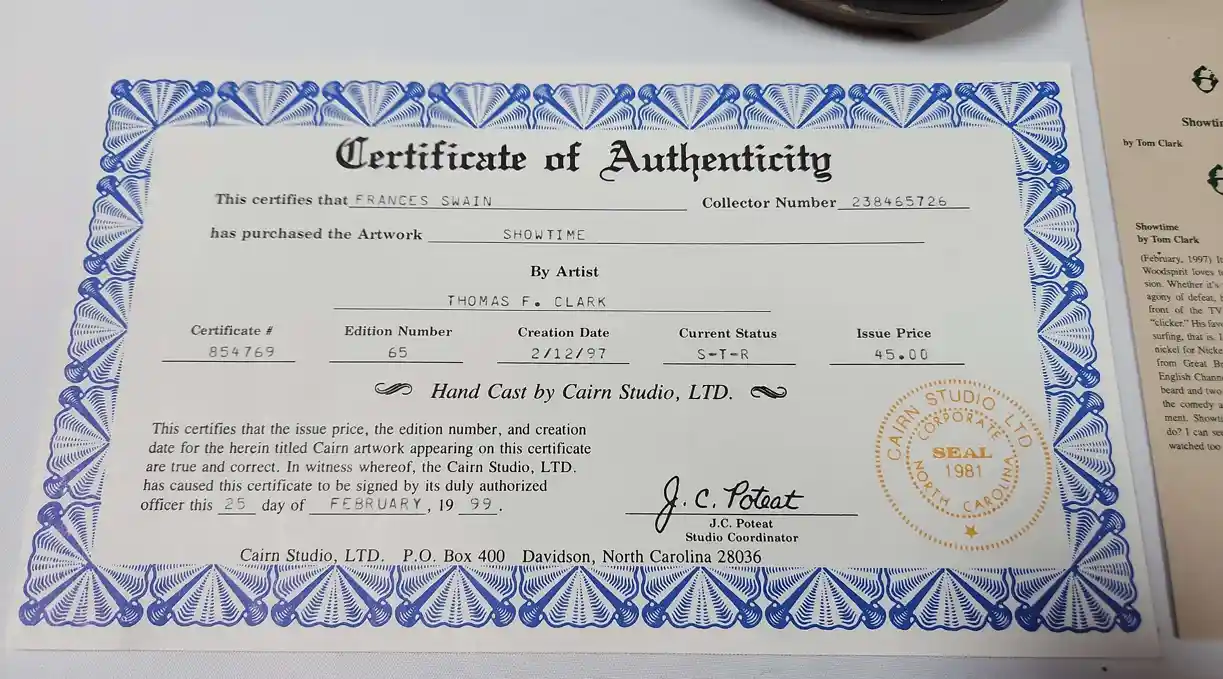 Certificate of Authenticity
This certifies that FRANCES SWAIN Collector Number 238465726
has purchased the Artwork SHOWTIME
By Artist
THOMAS F. CLARK
Certificate # Edition Number Creation Date Current Status Issue Price
854769 65 2/12/97 S-T-R 45.00
Hand Cast by Cairn Studio, LTD.
This certifies that the issue price, the edition number, and creation
date for the herein titled Cairn artwork appearing on this certificate
are true and correct. In witness whereof, the Cairn Studio, LTD.
has caused this certificate to be signed by its duly authorized
officer this 25 day of FEBRUARY, 19 99.
J. C. Poteat
J.C. Poteat
Studio Coordinator
CAIRN STUDIO LTD
CORPORATE
SEAL
1981
NORTH CAROLINA
Cairn Studio, LTD. P.O. Box 400 Davidson, North Carolina 28036
by Tom Clark
Showtime
by Tom Clark
(February, 1997)
Woodspirit loves
sion. Whether it's
agony of defeat,
front of the TV
"clicker." His
surfing, that is.
nickel for
from Great
English
beard and two
the comedy
ment.
do? I can
watched too